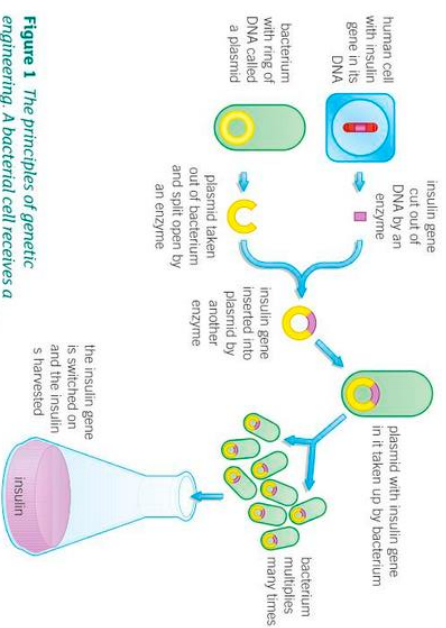 human cell
with insulin
gene in its
DNA
insulin gene
cut out of
DNA by an
enzyme
bacterium
with ring of
DNA called
a plasmid
plasmid taken
out of bacterium
and split open by
an enzyme
insulin gene
inserted into
plasmid by
another
enzyme
plasmid with insulin gene
in it taken up by bacterium
bacterium
multiplies
many times
the insulin gene
is switched on
and the insulin
s harvested
insulin
Figure 1 The principles of genetic
engineering. A bacterial cell receives a